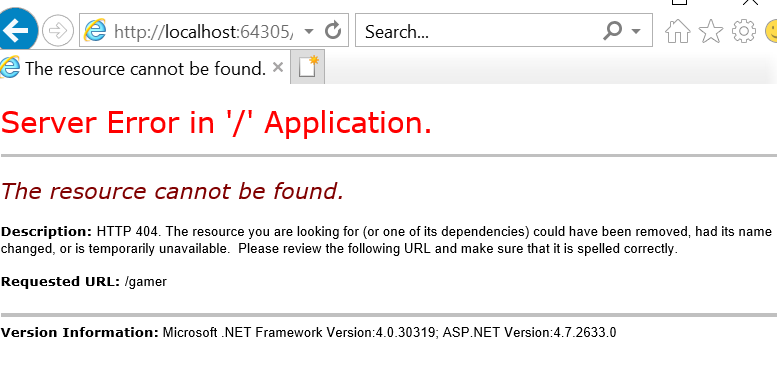 http://localhost:64305/
Search...
The resource cannot be found.
Server Error in '/' Application.
The resource cannot be found.
Description: HTTP 404. The resource you are looking for (or one of its dependencies) could have been removed, had its name
changed, or is temporarily unavailable.  Please review the following URL and make sure that it is spelled correctly.
Requested URL: /gamer
Version Information: Microsoft .NET Framework Version:4.0.30319; ASP.NET Version:4.7.2633.0